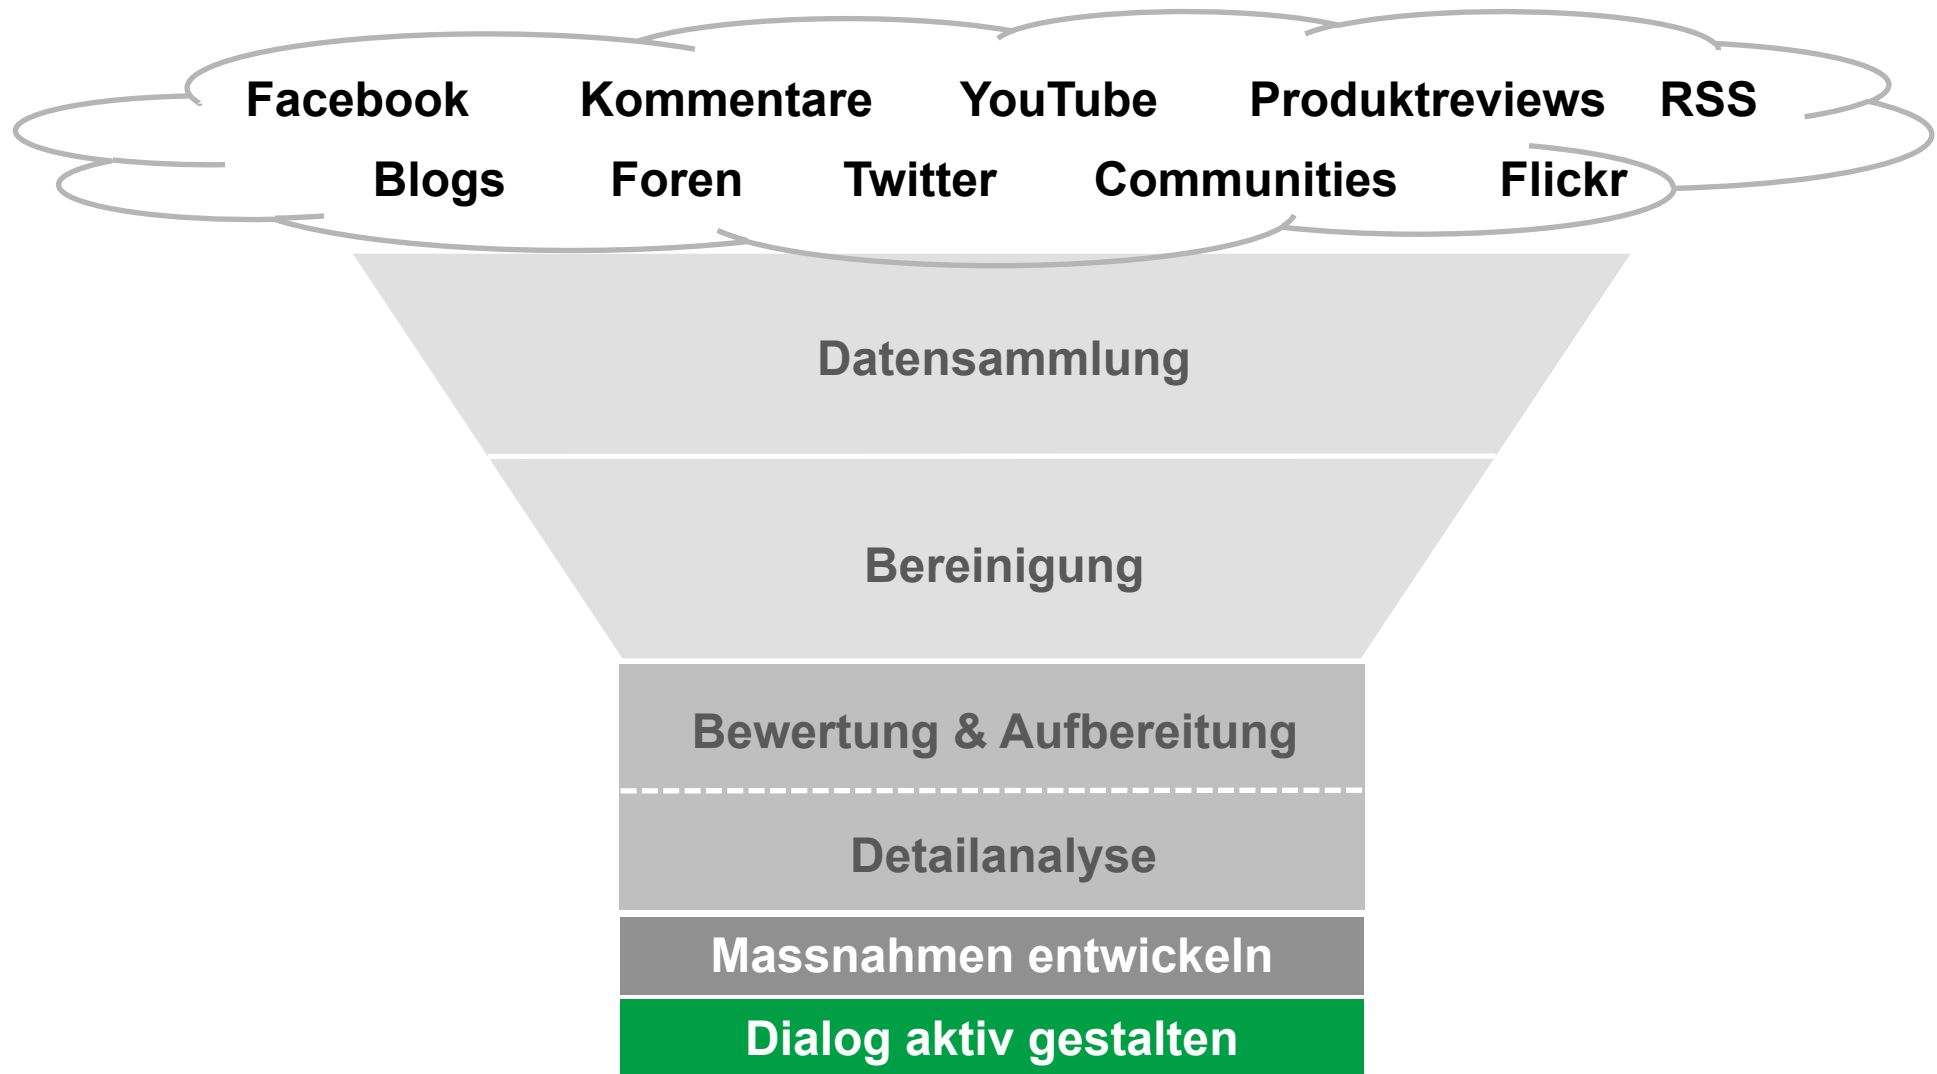 Facebook Kommentare YouTube Produktreviews RSS
Blogs Foren Twitter Communities Flickr
Datensammlung
Bereinigung
Bewertung & Aufbereitung
Detailanalyse
Massnahmen entwickeln
Dialog aktiv gestalten